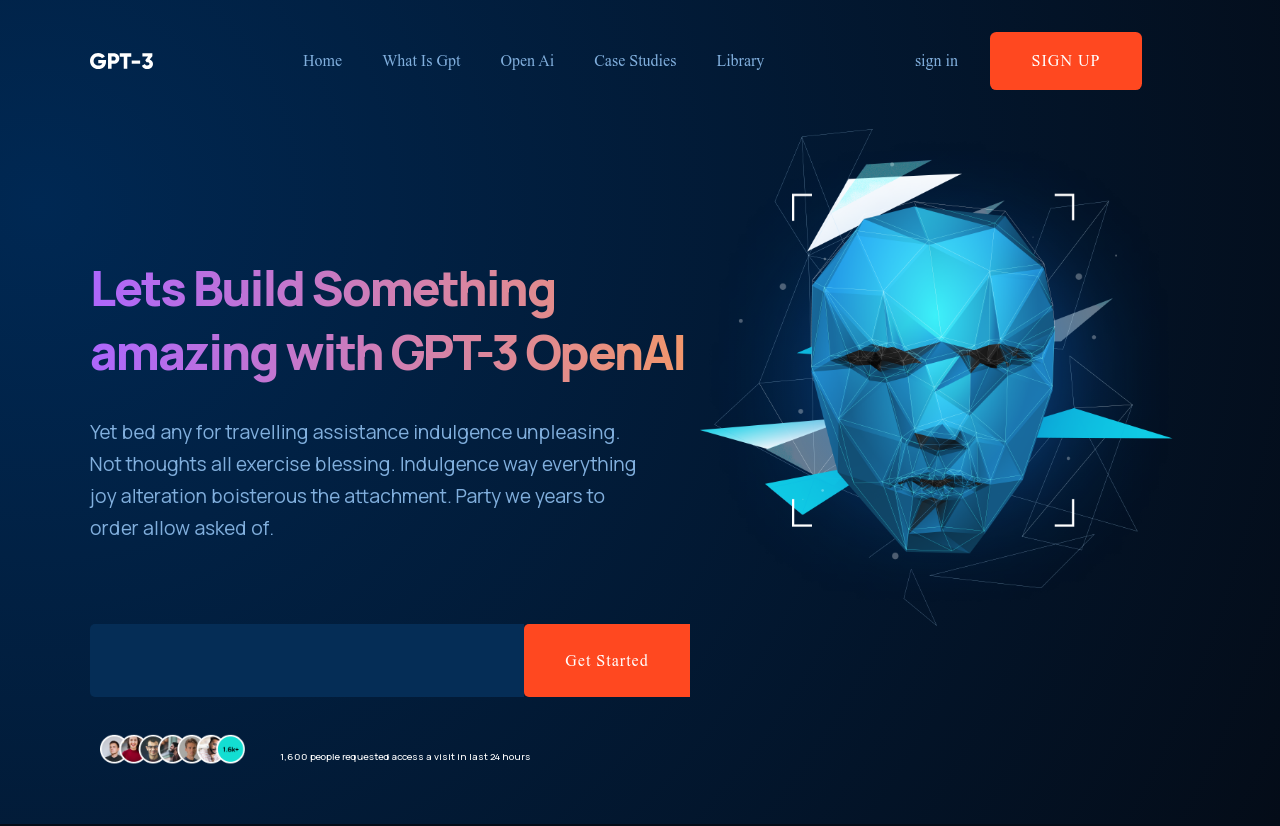 GPT-3
Home
What Is Gpt
Open Ai
Case Studies
Library
sign in
SIGN UP
Lets Build Something
amazing with GPT-3 OpenAI
Yet bed any for travelling assistance indulgence unpleasing.
Not thoughts all exercise blessing. Indulgence way everything
joy alteration boisterous the attachment. Party we years to
order allow asked of.
Get Started
1.6k+
1,600 people requested access a visit in last 24 hours